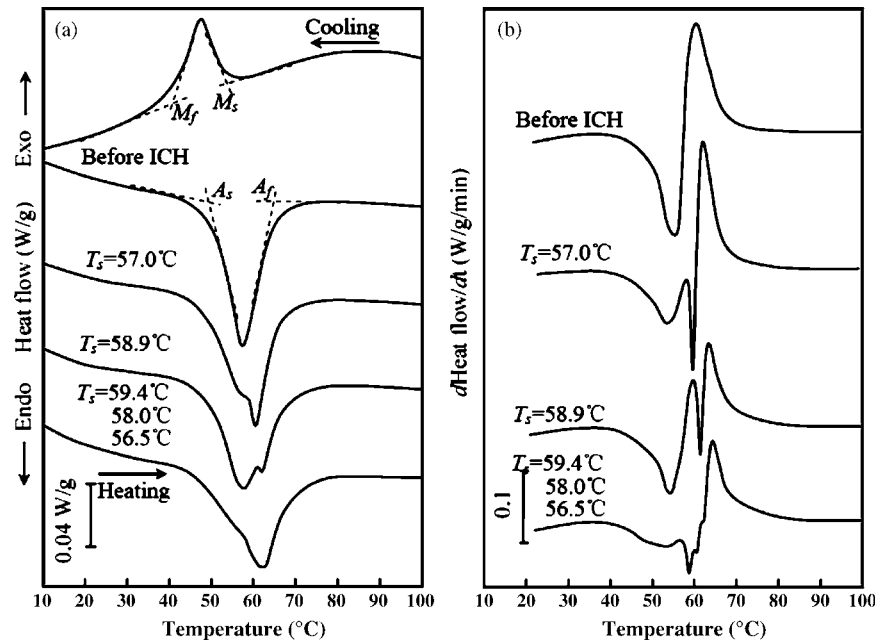 (a)
Cooling
Mf
Ms
Exo
Before ICH
As
Af
Heat flow (W/g)
Ts=57.0℃
Ts=58.9℃
Ts=59.4℃
58.0℃
56.5℃
Endo
Heating
0.04 W/g
10 20 30 40 50 60 70 80 90 100
Temperature (°C)
(b)
Before ICH
dHeat flow/dt (W/g/min)
Ts=57.0℃
Ts=58.9℃
Ts=59.4℃
58.0℃
56.5℃
0.1
10 20 30 40 50 60 70 80 90 100
Temperature (°C)